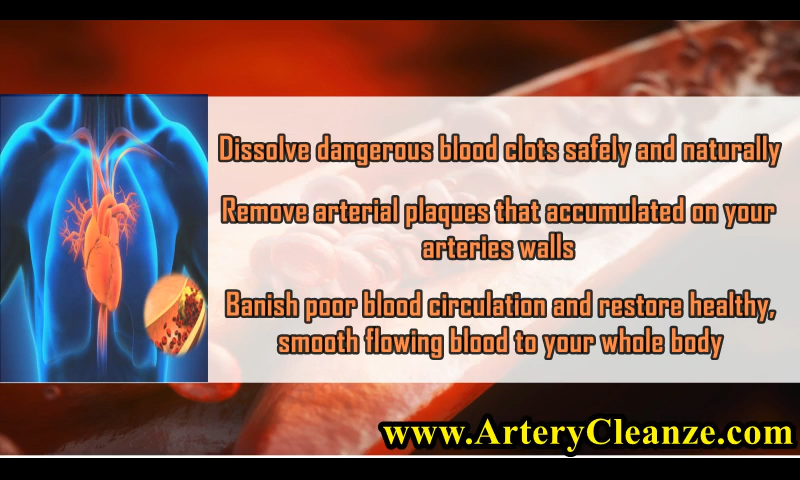 Dissolve dangerous blood clots safely and naturally
Remove arterial plaques that accumulated on your
arteries walls
Banish poor blood circulation and restore healthy,
smooth flowing blood to your whole body
www.ArteryCleanze.com